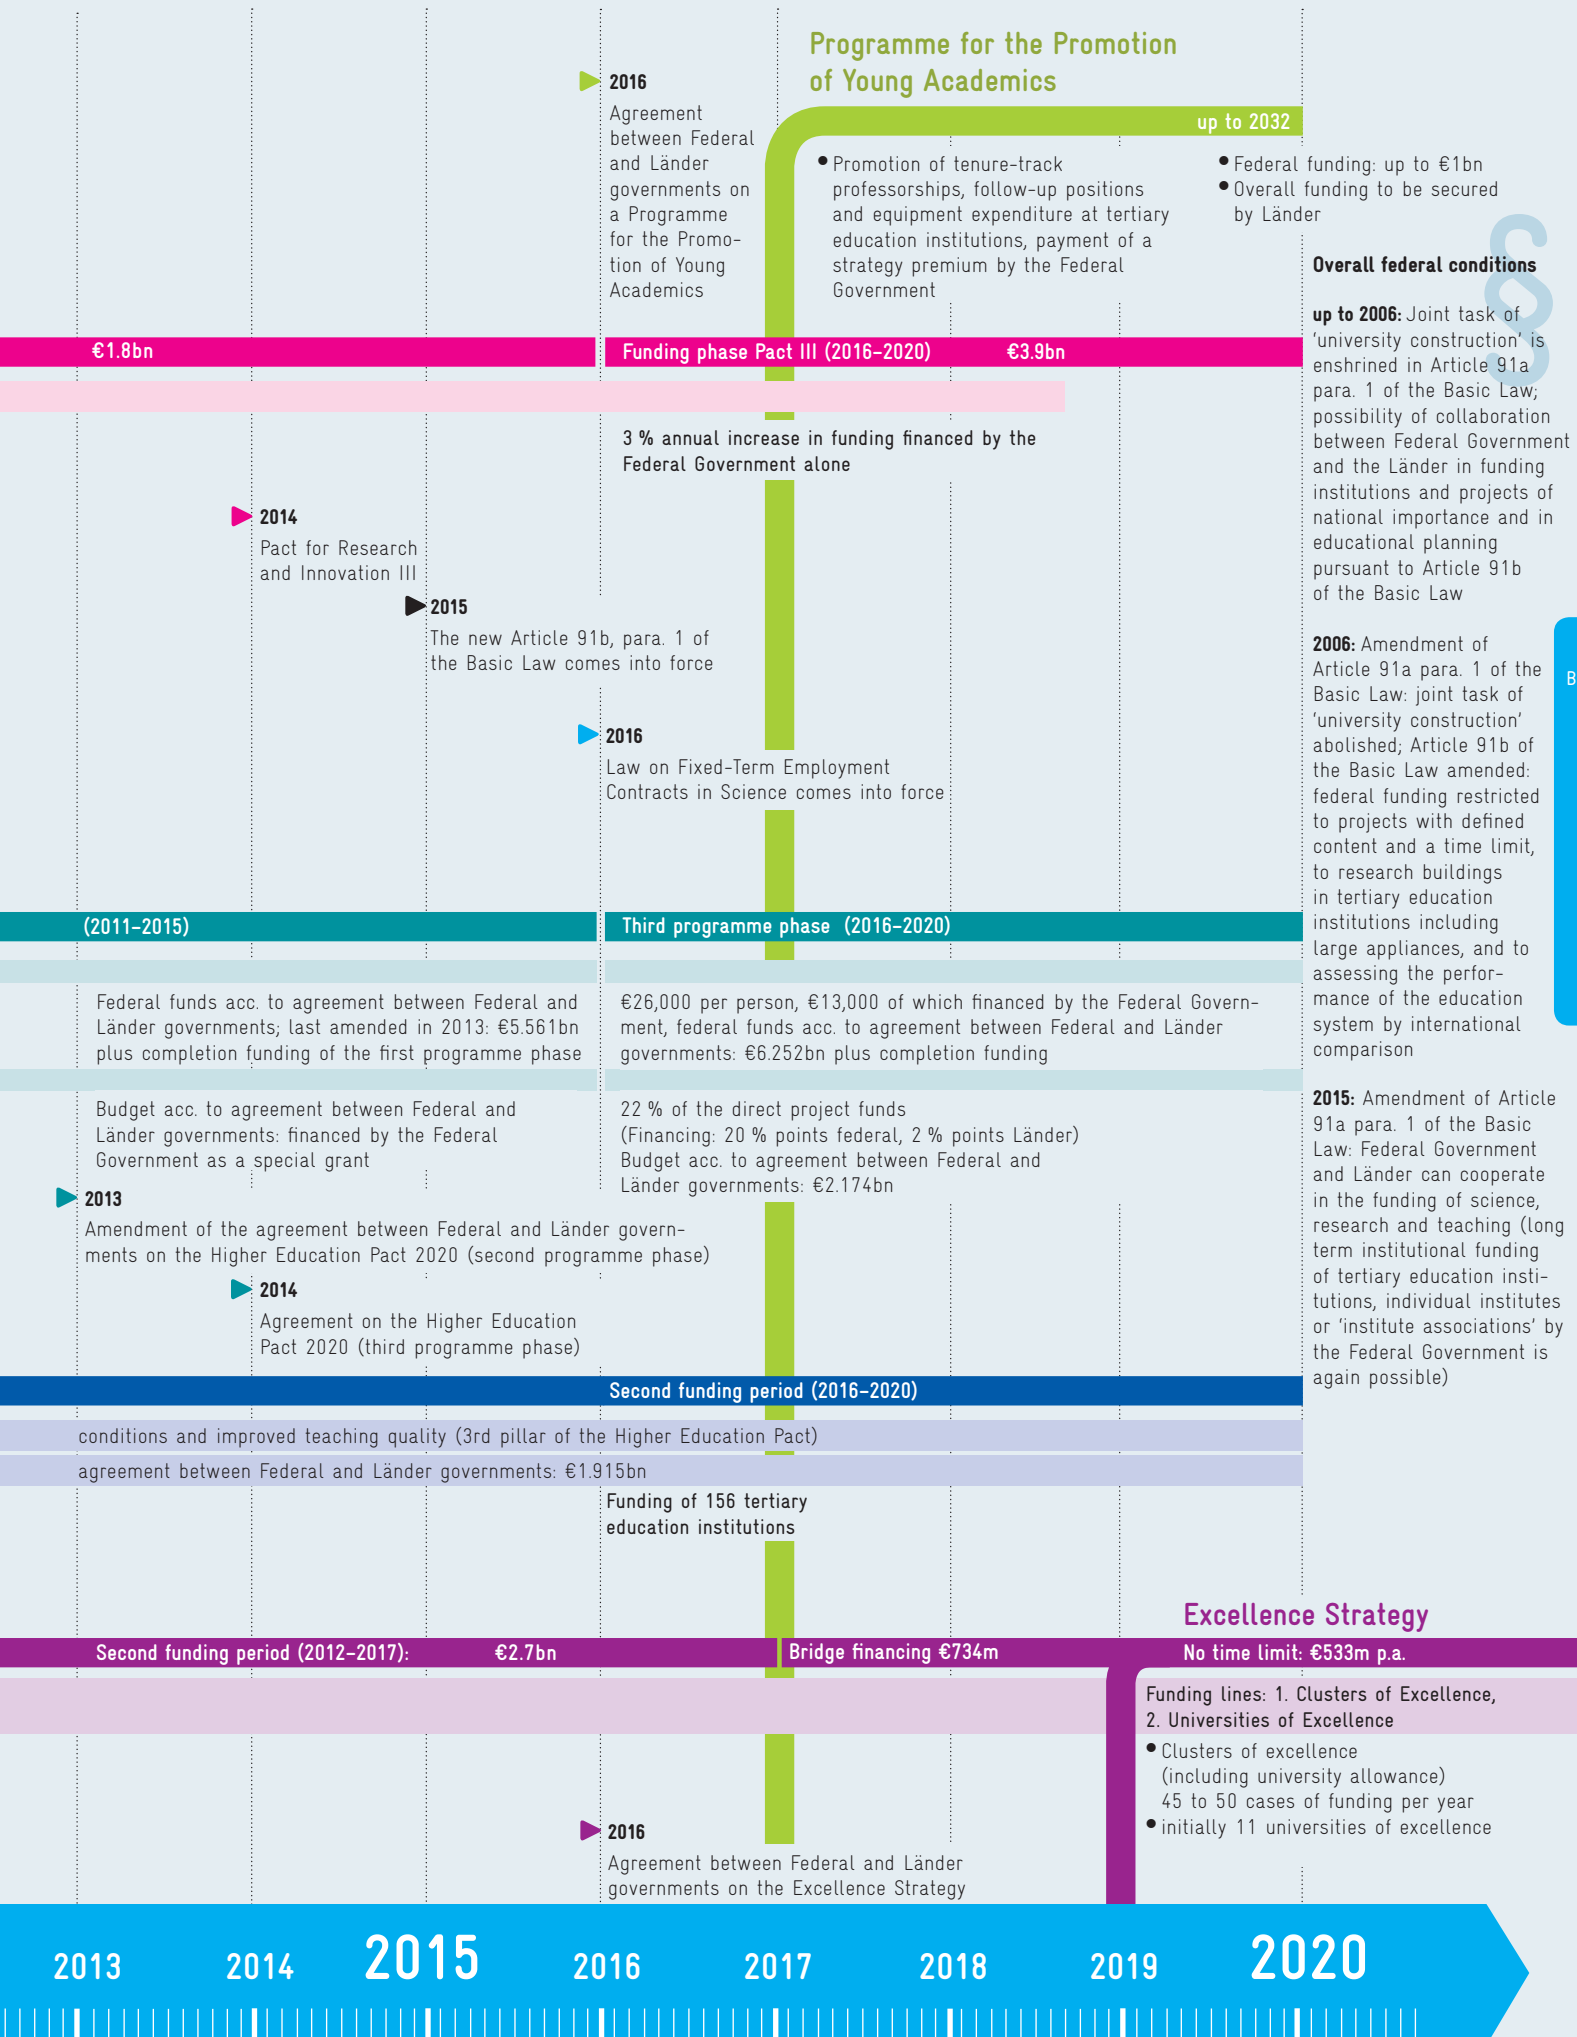 Programme for the Promotion
of Young Academics
up to 2032
2016
Agreement
between Federal
and Länder
governments on
a Programme
for the Promo-
tion of Young
Academics
• Promotion of tenure-track
professorships, follow-up positions
and equipment expenditure at tertiary
education institutions, payment of a
strategy premium by the Federal
Government
• Federal funding: up to €1bn
• Overall funding to be secured
by Länder
§
Overall federal conditions
up to 2006: Joint task of
'university construction' is
enshrined in Article 91a
para. 1 of the Basic Law;
possibility of collaboration
between Federal Government
and the Länder in funding
institutions and projects of
national importance and in
educational planning
pursuant to Article 91b
of the Basic Law
2006: Amendment of
Article 91a para. 1 of the
Basic Law: joint task of
'university construction'
abolished; Article 91b of
the Basic Law amended:
federal funding restricted
to projects with defined
content and a time limit,
to research buildings
in tertiary education
institutions including
large appliances, and to
assessing the perfor-
mance of the education
system by international
comparison
2015: Amendment of Article
91a para. 1 of the Basic
Law: Federal Government
and Länder can cooperate
in the funding of science,
research and teaching (long
term institutional funding
of tertiary education insti-
tutions, individual institutes
or 'institute associations' by
the Federal Government is
again possible)
B
€1.8bn
Funding phase Pact III (2016–2020) €3.9bn
3 % annual increase in funding financed by the
Federal Government alone
2014
Pact for Research
and Innovation III
2015
The new Article 91b, para. 1 of
the Basic Law comes into force
2016
Law on Fixed-Term Employment
Contracts in Science comes into force
(2011–2015)
Third programme phase (2016–2020)
Federal funds acc. to agreement between Federal and
Länder governments; last amended in 2013: €5.561bn
plus completion funding of the first programme phase
€26,000 per person, €13,000 of which financed by the Federal Govern-
ment, federal funds acc. to agreement between Federal and Länder
governments: €6.252bn plus completion funding
Budget acc. to agreement between Federal and
Länder governments: financed by the Federal
Government as a special grant
22 % of the direct project funds
(Financing: 20 % points federal, 2 % points Länder)
Budget acc. to agreement between Federal and
Länder governments: €2.174bn
2013
Amendment of the agreement between Federal and Länder govern-
ments on the Higher Education Pact 2020 (second programme phase)
2014
Agreement on the Higher Education
Pact 2020 (third programme phase)
Second funding period (2016–2020)
conditions and improved teaching quality (3rd pillar of the Higher Education Pact)
agreement between Federal and Länder governments: €1.915bn
Funding of 156 tertiary
education institutions
Excellence Strategy
Second funding period (2012–2017): €2.7bn
Bridge financing €734m
No time limit: €533m p.a.
Funding lines: 1. Clusters of Excellence,
2. Universities of Excellence
• Clusters of excellence
(including university allowance)
45 to 50 cases of funding per year
• initially 11 universities of excellence
2016
Agreement between Federal and Länder
governments on the Excellence Strategy
2013 2014 2015 2016 2017 2018 2019 2020